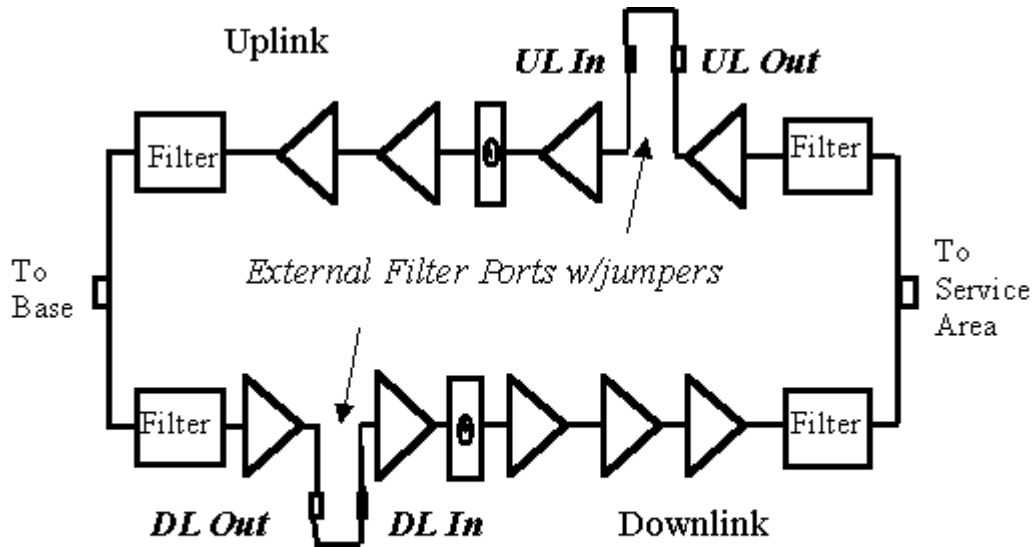 Uplink
UL In
UL Out
Filter
Filter
To
Base
External Filter Ports w/jumpers
To
Service
Area
Filter
Filter
DL Out
DL In
Downlink